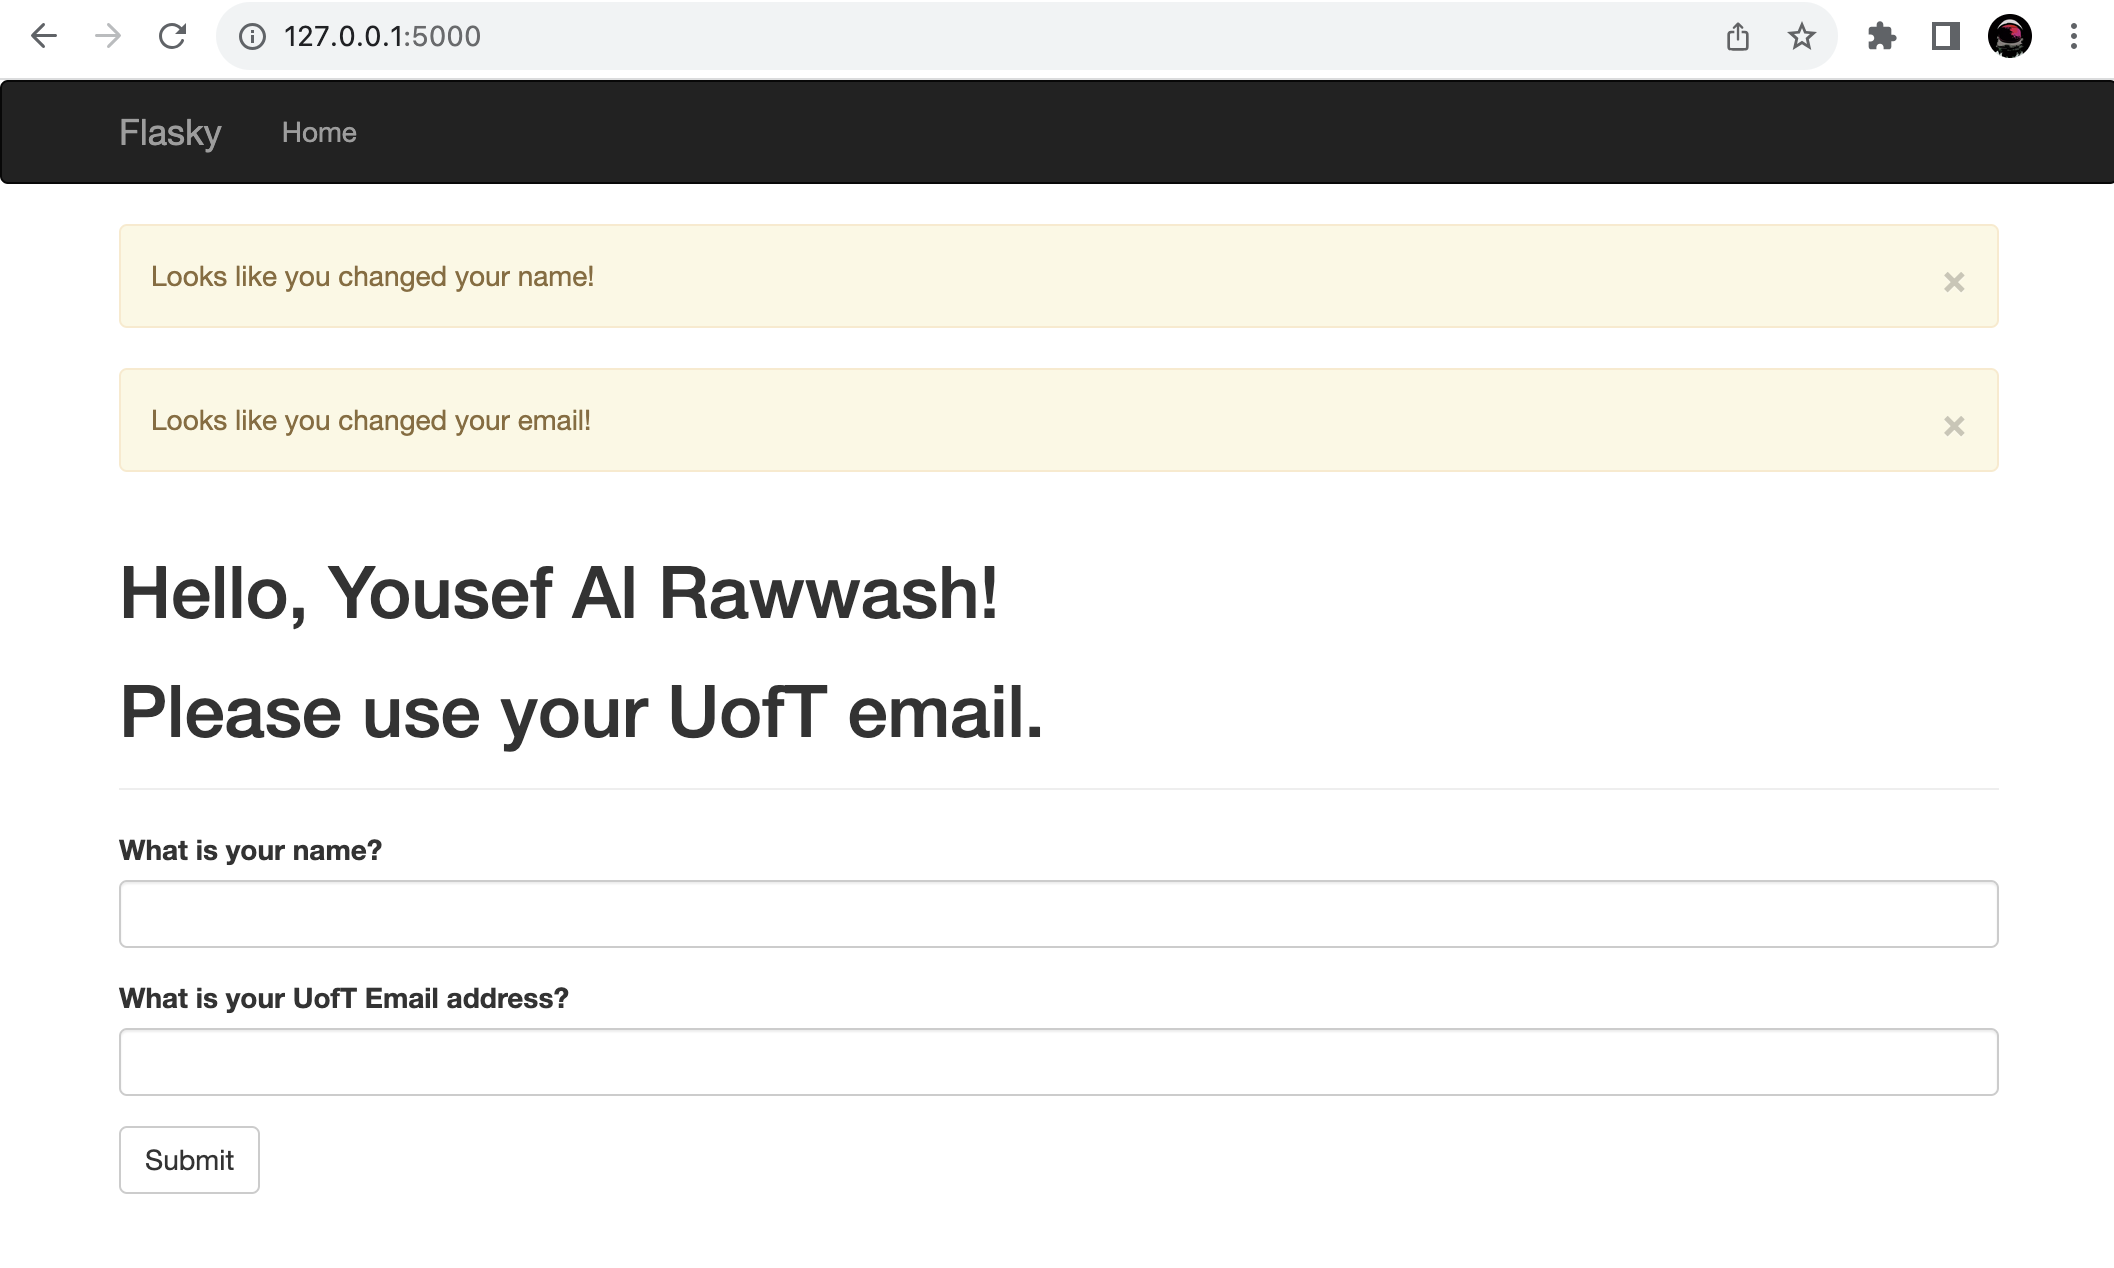 127.0.0.1:5000
Flasky Home
Looks like you changed your name! ×
Looks like you changed your email! ×
Hello, Yousef Al Rawwash!
Please use your UofT email.
What is your name?
What is your UofT Email address?
Submit